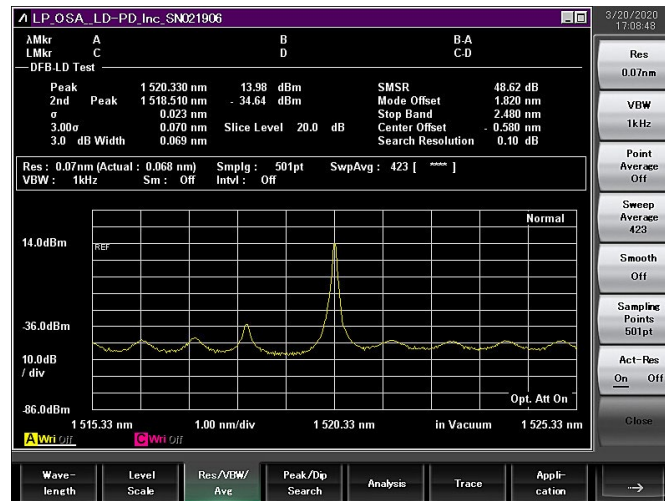 LP_OSA__LD-PD_Inc_SN021906
3/20/2020
17:08:48
λMkr A B B-A
LMkr C D C-D
DFB-LD Test
Peak 1 520.330 nm 13.98 dBm SMSR 48.62 dB
2nd Peak 1 518.510 nm - 34.64 dBm Mode Offset 1.820 nm
σ 0.023 nm Stop Band 2.480 nm
3.00σ 0.070 nm Slice Level 20.0 dB Center Offset - 0.580 nm
3.0 dB Width 0.069 nm Search Resolution 0.10 dB
Res : 0.07nm (Actual : 0.068 nm) Smplg : 501pt SwpAvg : 423 [ **** ]
VBW : 1kHz Sm : Off Intvl : Off
Normal
14.0dBm
REF
-36.0dBm
10.0dB
/ div
Opt. Att On
-86.0dBm
1 515.33 nm 1.00 nm/div 1 520.33 nm in Vacuum 1 525.33 nm
A Wri Off C Wri Off
Res
0.07nm
VBW
1kHz
Point
Average
Off
Sweep
Average
423
Smooth
Off
Sampling
Points
501pt
Act-Res
On Off
Close
Wave-
length
Level
Scale
Res/VBW/
Avg
Peak/Dip
Search
Analysis
Trace
Appli-
cation